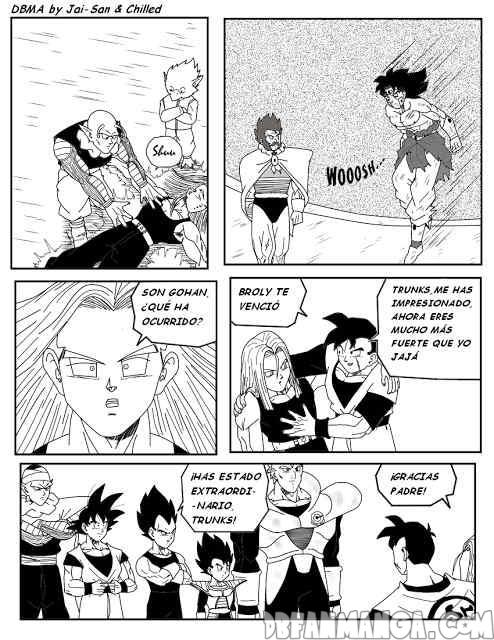 DBMA by Jai-San & Chilled
Shuu
WOOOSH...
SON GOHAN,
¿QUÉ HA
OCURRIDO?
BROLY TE
VENCIÓ
TRUNKS,ME HAS
IMPRESIONADO,
AHORA ERES
MUCHO MÁS
FUERTE QUE YO
JAJÁ
¡HAS ESTADO
EXTRAORDI-
NARIO,
TRUNKS!
¡GRACIAS
PADRE!
DBFANMANGA.COM